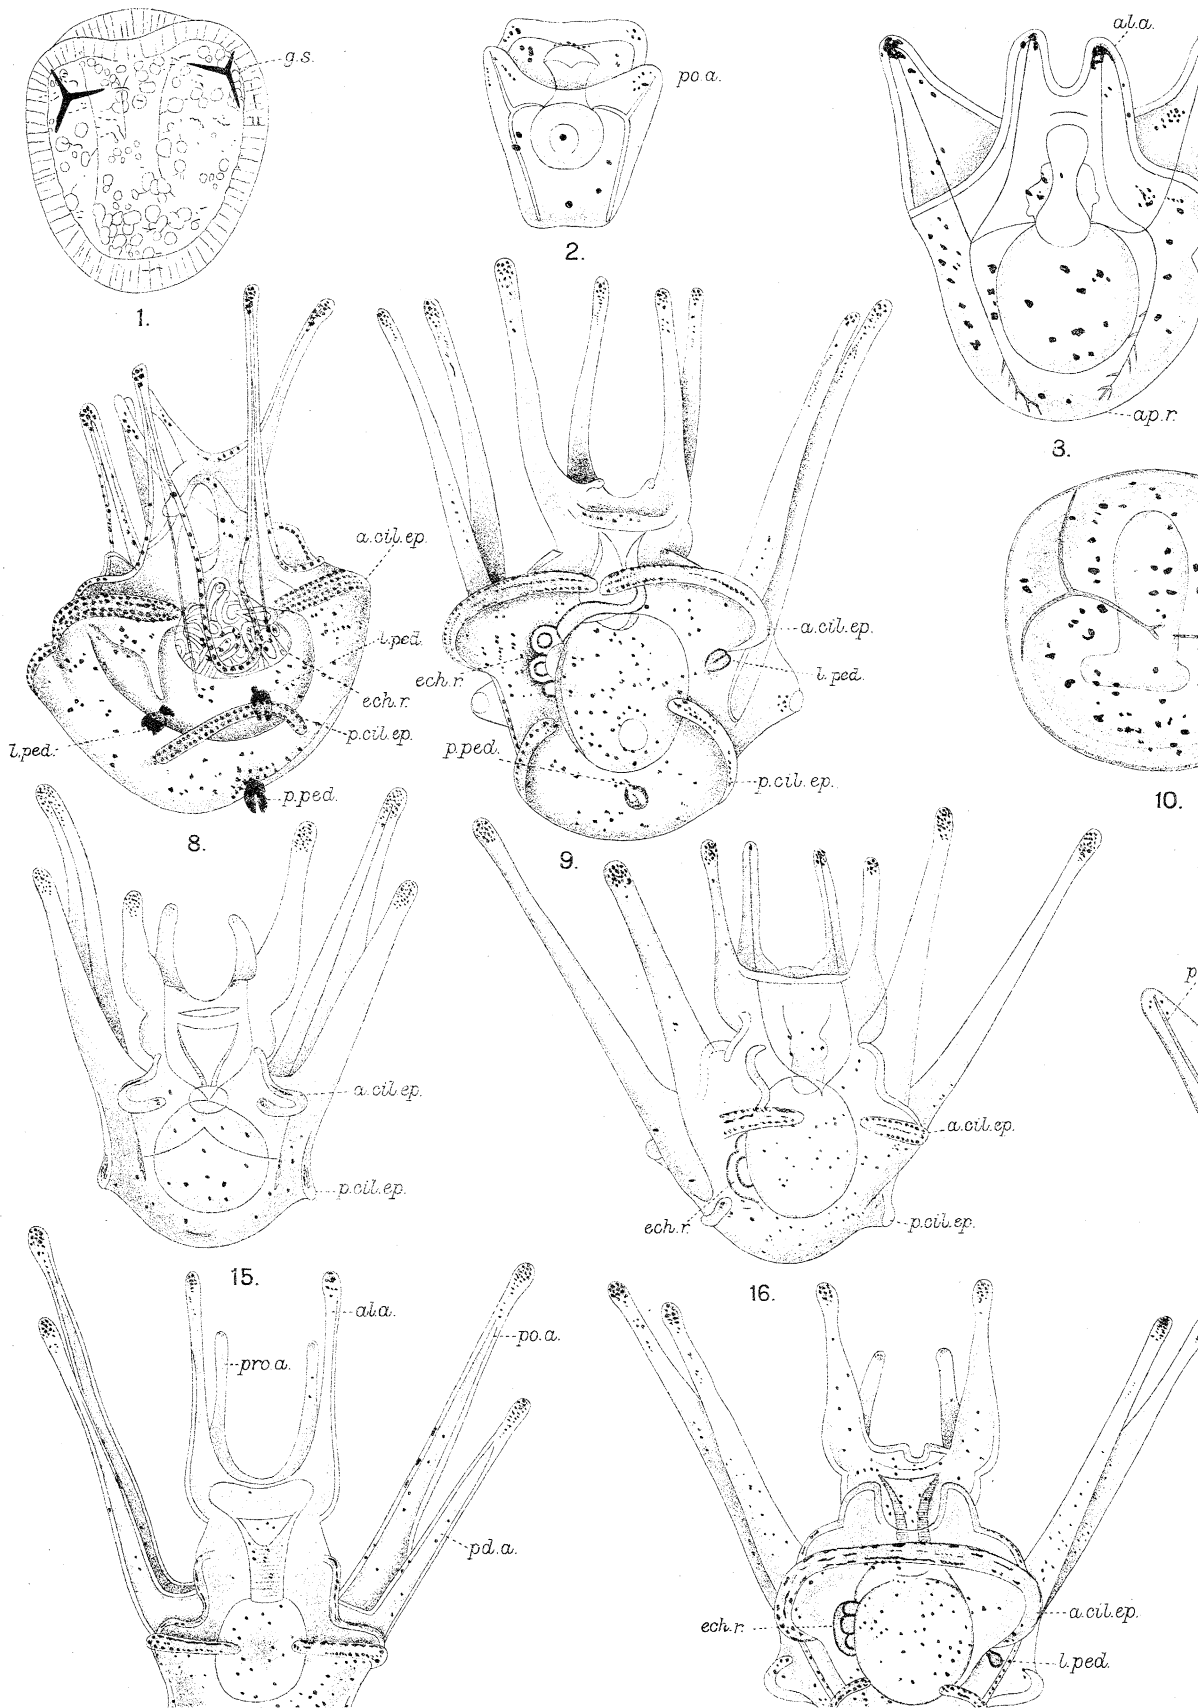 g.s.
1.
po.a.
2.
al.a.
ap.r.
3.
a.cil.ep.
l.ped.
ech.r.
p.cil.ep.
l.ped.
p.ped.
8.
a.cil.ep.
l.ped.
ech.r.
p.ped.
p.cil.ep.
9.
10.
a.cil.ep.
p.cil.ep.
15.
a.cil.ep.
ech.r.
p.cil.ep.
16.
p
al.a.
po.a.
pro.a.
pd.a.
ech.r.
a.cil.ep.
l.ped.